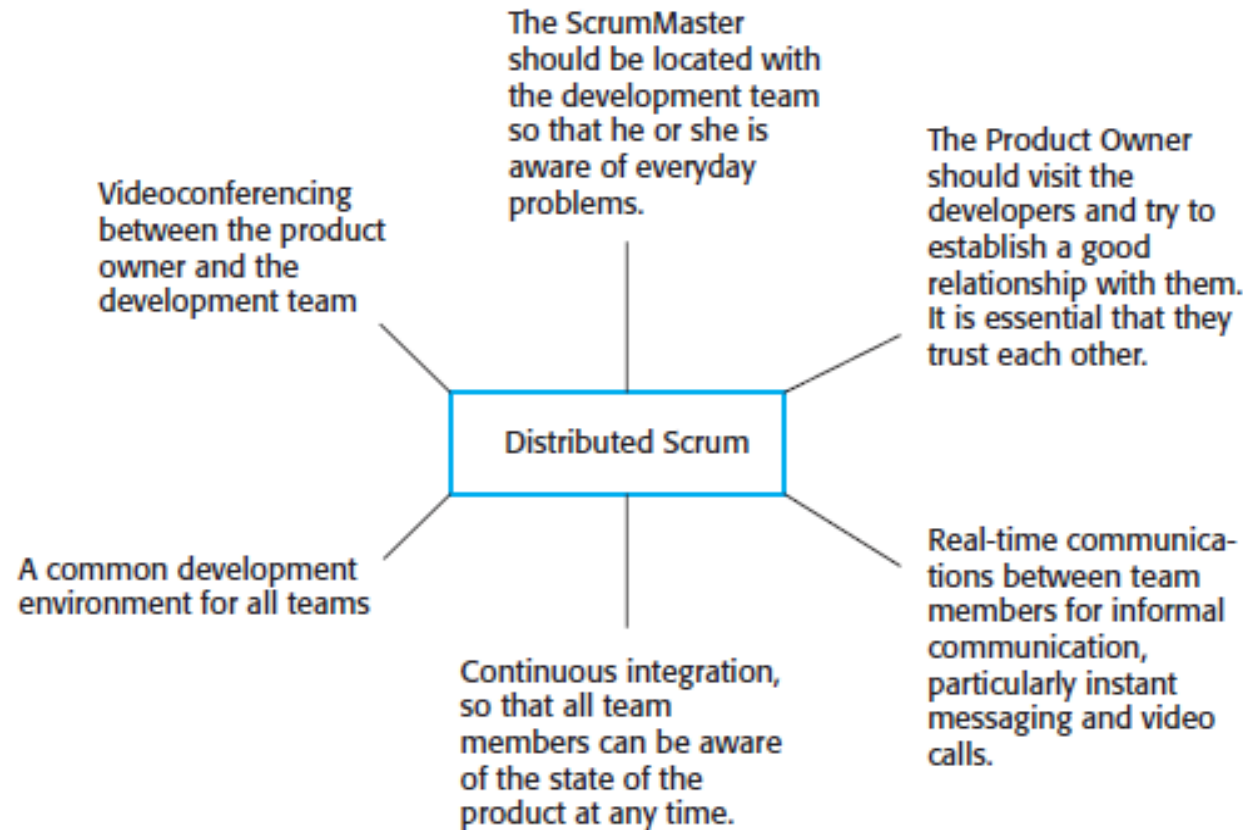 The ScrumMaster
should be located with
the development team
so that he or she is
aware of everyday
problems.
The Product Owner
should visit the
developers and try to
establish a good
relationship with them.
It is essential that they
trust each other.
Videoconferencing
between the product
owner and the
development team
Distributed Scrum
A common development
environment for all teams
Real-time communica-
tions between team
members for informal
communication,
particularly instant
messaging and video
calls.
Continuous integration,
so that all team
members can be aware
of the state of the
product at any time.